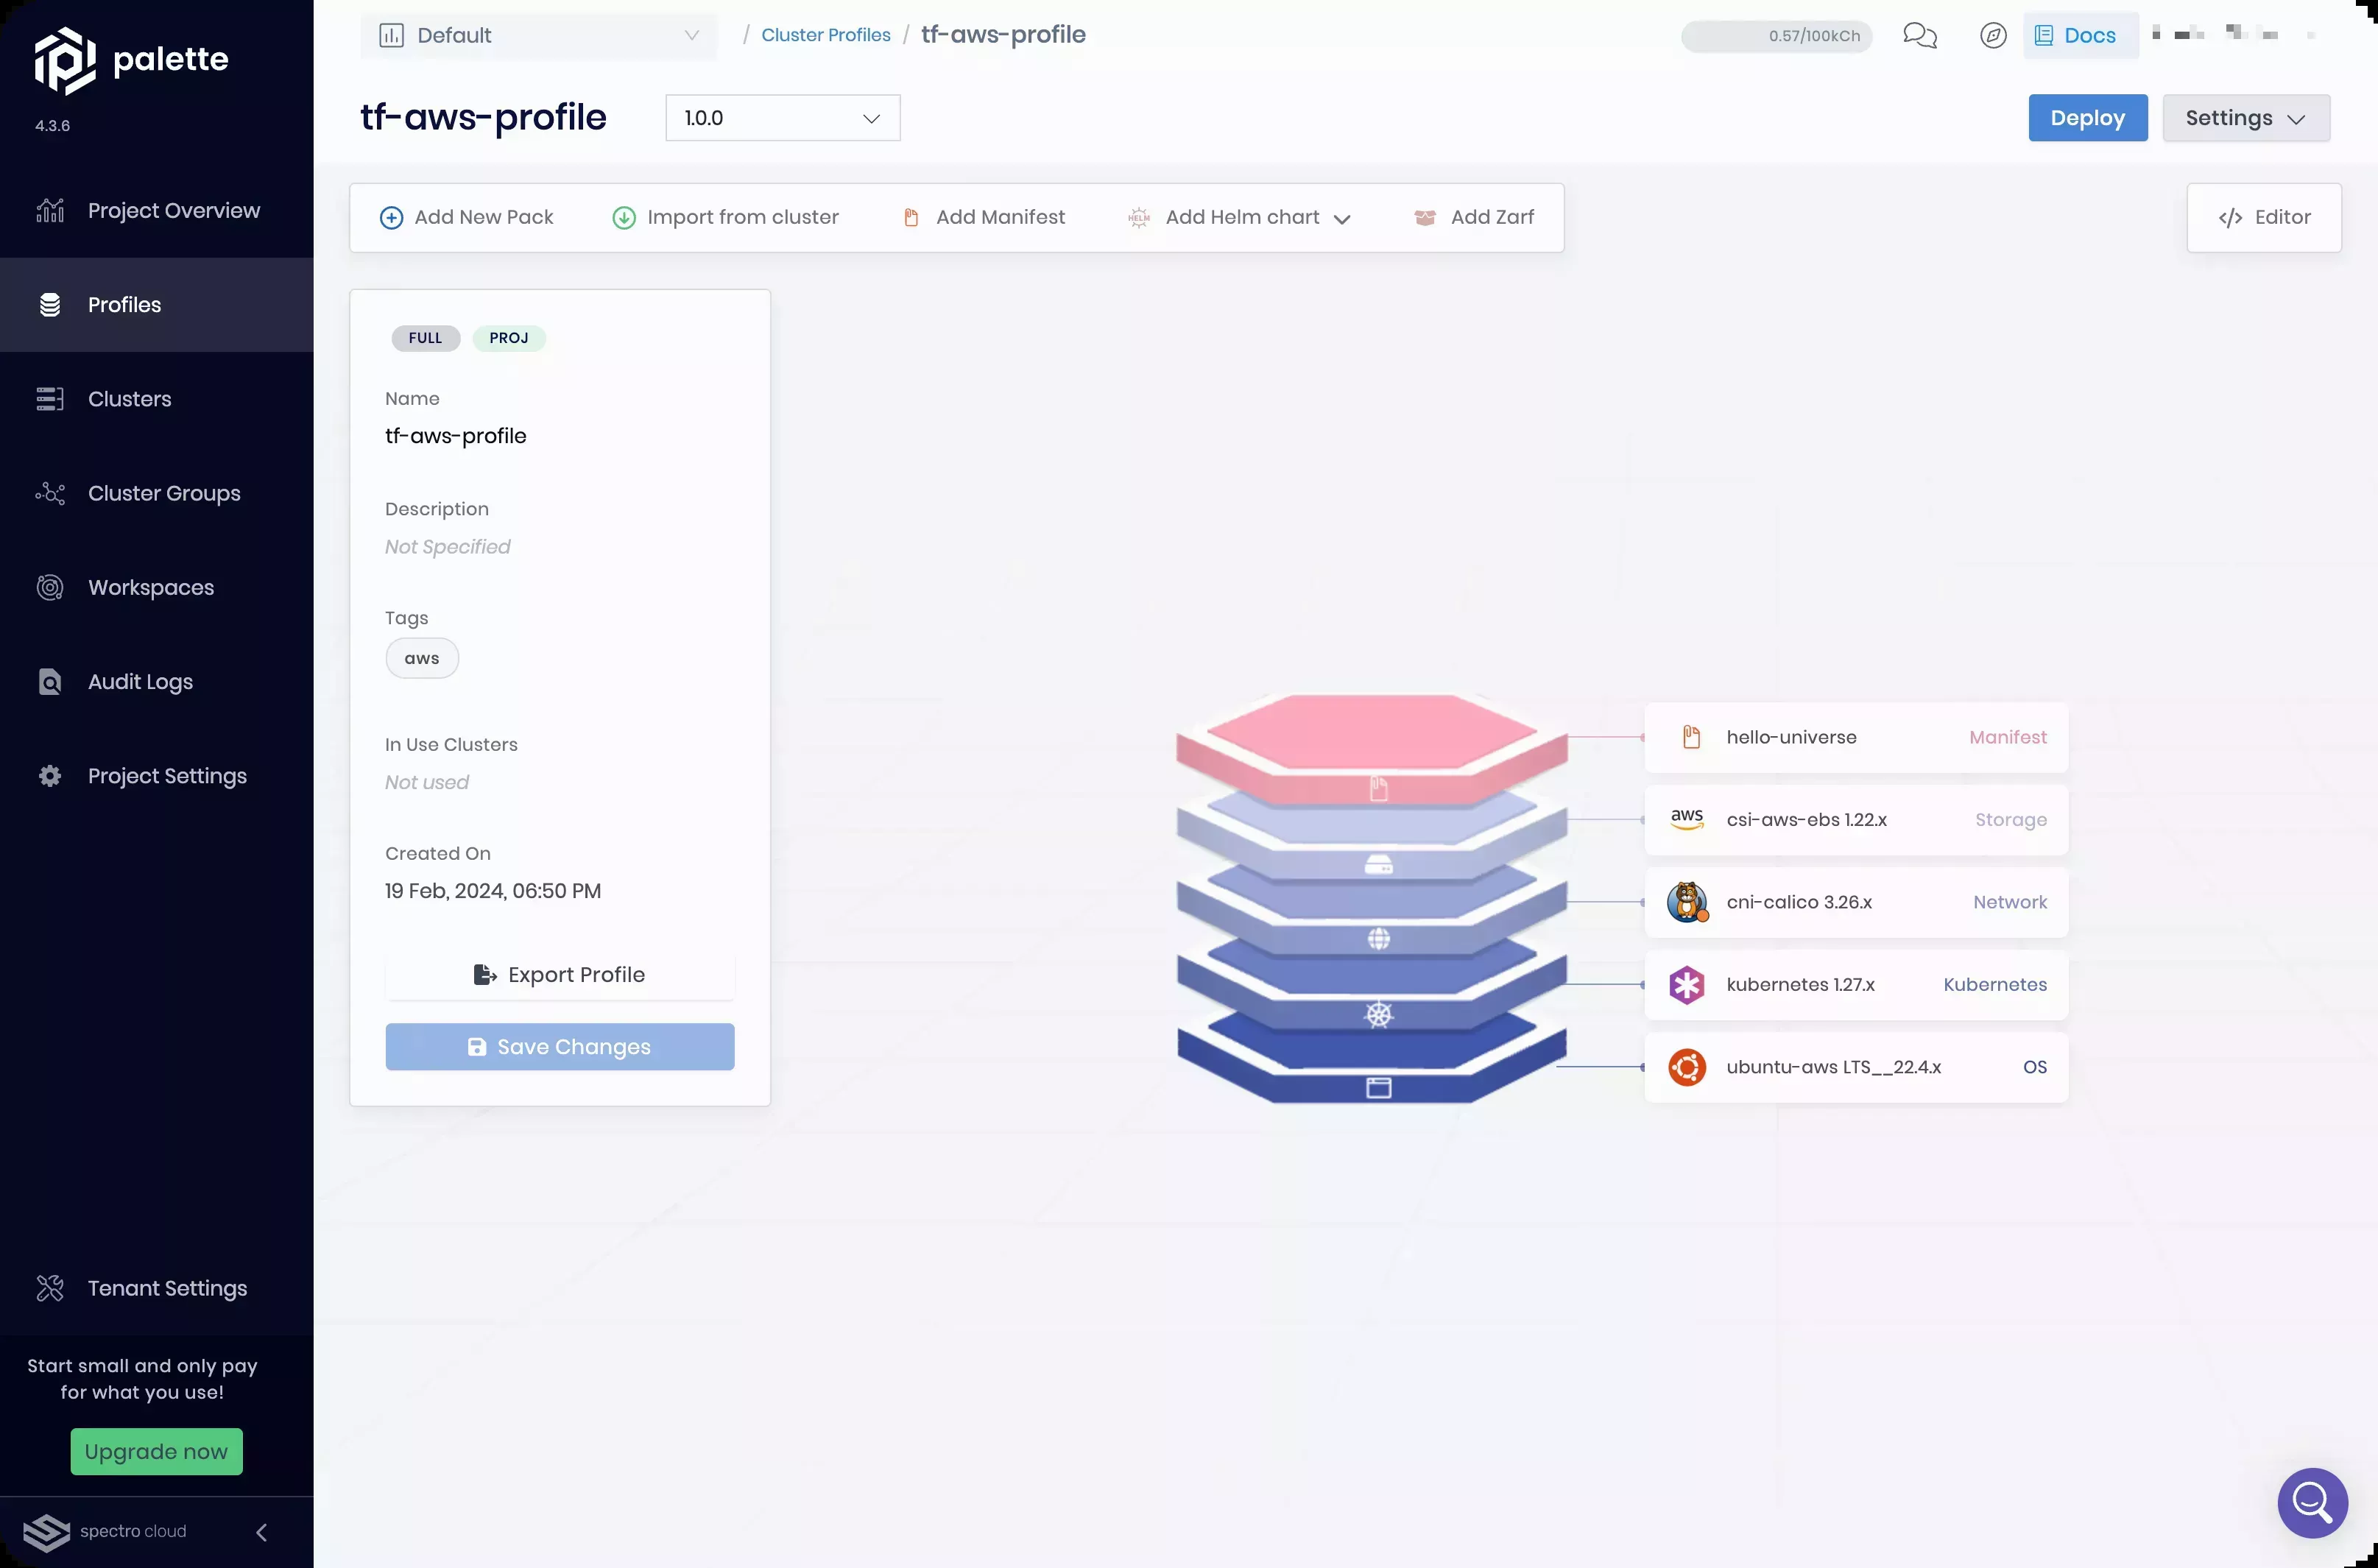 palette
4.3.6
Project Overview
Profiles
Clusters
Cluster Groups
Workspaces
Audit Logs
Project Settings
Tenant Settings
Start small and only pay
for what you use!
Upgrade now
spectro cloud
Default
/ Cluster Profiles / tf-aws-profile
0.57/100kCh
Docs
tf-aws-profile
1.0.0
Deploy
Settings
Add New Pack
Import from cluster
Add Manifest
HELM
Add Helm chart
Add Zarf
</> Editor
FULL
PROJ
Name
tf-aws-profile
Description
Not Specified
Tags
aws
In Use Clusters
Not used
Created On
19 Feb, 2024, 06:50 PM
Export Profile
Save Changes
hello-universe Manifest
aws csi-aws-ebs 1.22.x Storage
cni-calico 3.26.x Network
kubernetes 1.27.x Kubernetes
ubuntu-aws LTS__22.4.x OS